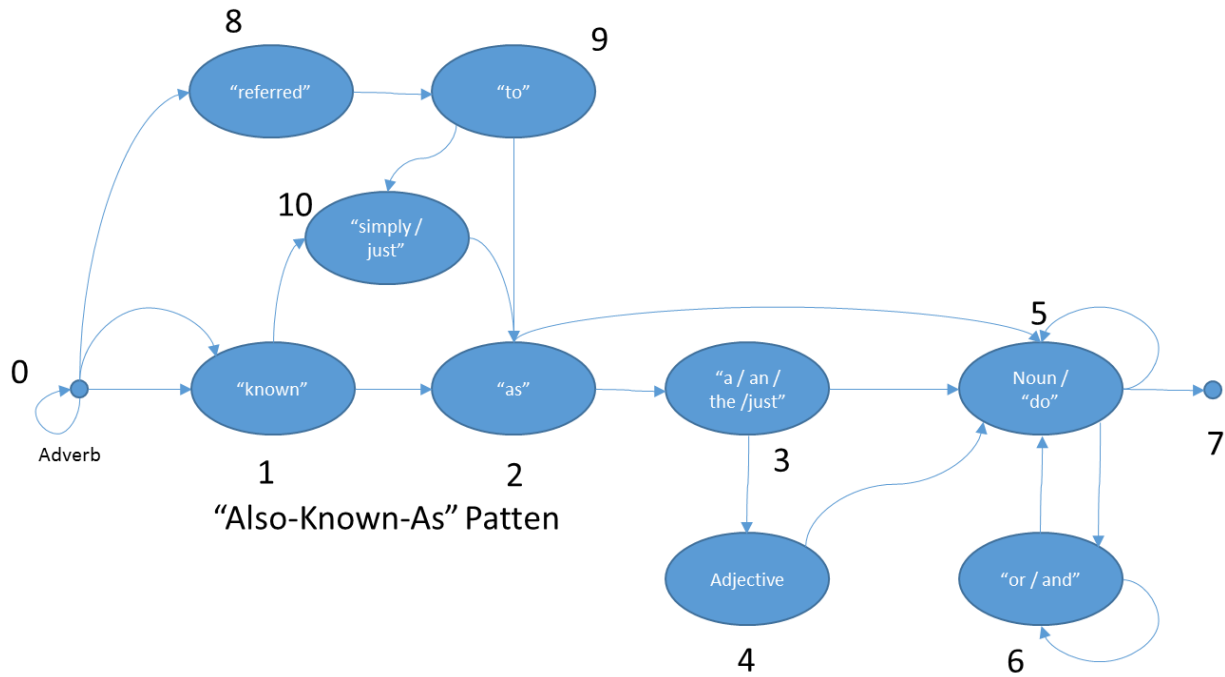 8
9
“referred”
“to”
10
“simply /
just”
5
0
“known”
“as”
“a / an /
the /just”
Noun /
“do”
Adverb
7
1
2
3
“Also-Known-As” Patten
Adjective
“or / and”
4
6